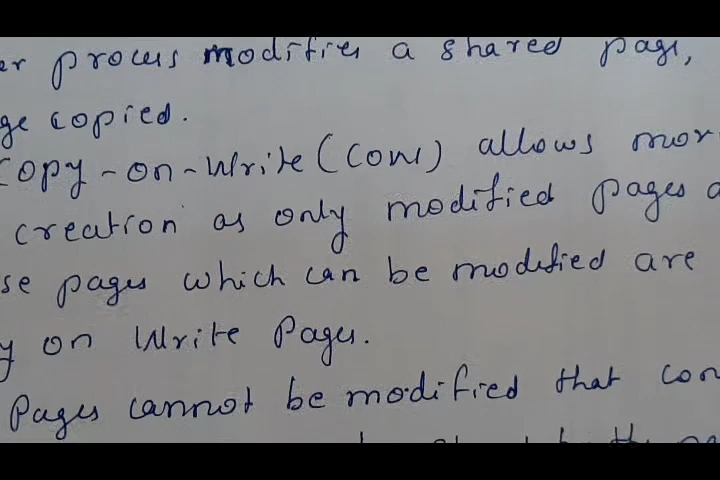 er process modifies a shared page,
ge copied.
Copy-on-Write (COW) allows mor
creation as only modified pages a
se pages which can be modified are
y on Write Pages.
Pages cannot be modified that con